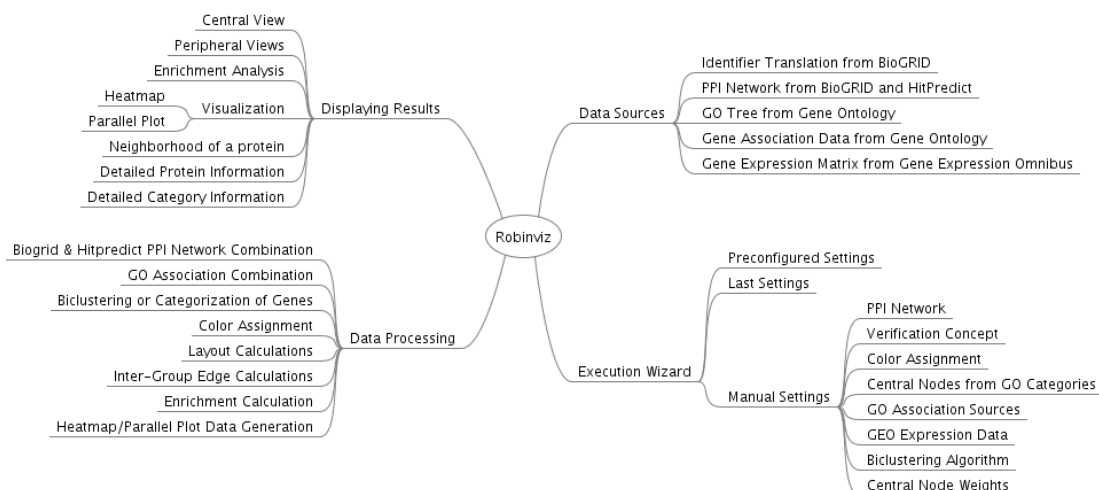 Central View
Peripheral Views
Enrichment Analysis
Heatmap
Parallel Plot
Visualization
Neighborhood of a protein
Detailed Protein Information
Detailed Category Information
Displaying Results
Biogrid & Hitpredict PPI Network Combination
GO Association Combination
Biclustering or Categorization of Genes
Color Assignment
Layout Calculations
Inter-Group Edge Calculations
Enrichment Calculation
Heatmap/Parallel Plot Data Generation
Data Processing
Robinviz
Data Sources
Identifier Translation from BioGRID
PPI Network from BioGRID and HitPredict
GO Tree from Gene Ontology
Gene Association Data from Gene Ontology
Gene Expression Matrix from Gene Expression Omnibus
Execution Wizard
Preconfigured Settings
Last Settings
Manual Settings
PPI Network
Verification Concept
Color Assignment
Central Nodes from GO Categories
GO Association Sources
GEO Expression Data
Biclustering Algorithm
Central Node Weights